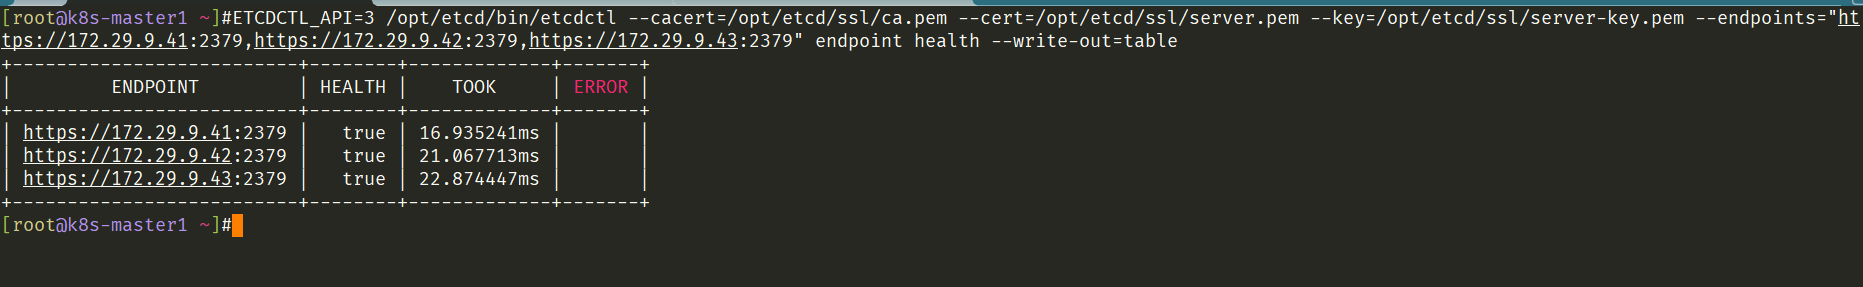 [root@k8s-master1 ~]#ETCDCTL_API=3 /opt/etcd/bin/etcdctl --cacert=/opt/etcd/ssl/ca.pem --cert=/opt/etcd/ssl/server.pem --key=/opt/etcd/ssl/server-key.pem --endpoints="ht
tps://172.29.9.41:2379,https://172.29.9.42:2379,https://172.29.9.43:2379" endpoint health --write-out=table
+--------------------------+--------+-------------+-------+
|         ENDPOINT         | HEALTH |    TOOK     | ERROR |
+--------------------------+--------+-------------+-------+
| https://172.29.9.41:2379 |   true | 16.935241ms |       |
| https://172.29.9.42:2379 |   true | 21.067713ms |       |
| https://172.29.9.43:2379 |   true | 22.874447ms |       |
+--------------------------+--------+-------------+-------+
[root@k8s-master1 ~]#